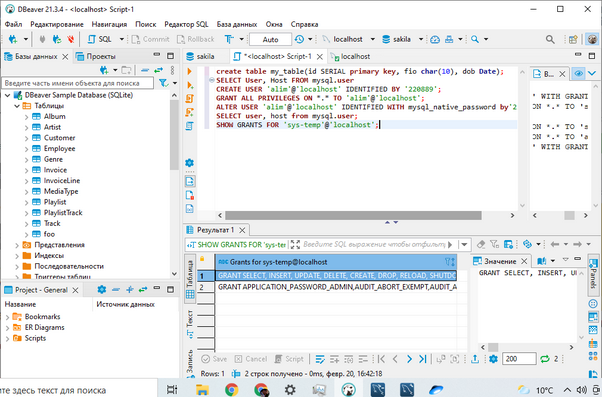 DBeaver 21.3.4 - <localhost> Script-1
Файл Редактирование Навигация Поиск Редактор SQL База данных Окна Справка
SQL Commit Rollback Auto localhost sakila
Базы данных Проекты
Введите часть имени объекта для поиска
DBeaver Sample Database (SQLite)
Таблицы
Album
Artist
Customer
Employee
Genre
Invoice
InvoiceLine
MediaType
Playlist
PlaylistTrack
Track
foo
Представления
Индексы
Последовательности
Триггеры таблиц
Project - General
Название Источник данных
Bookmarks
ER Diagrams
Scripts
sakila *<localhost> Script-1 localhost
create table my_table(id SERIAL primary key, fio char(10), dob Date);
SELECT User, Host FROM mysql.user
CREATE USER 'alim'@'localhost' IDENTIFIED BY '220889';
GRANT ALL PRIVILEGES ON *.* TO 'alim'@'localhost';
ALTER USER 'alim'@'localhost' IDENTIFIED WITH mysql_native_password by'2
SELECT user, host from mysql.user;
SHOW GRANTS FOR 'sys-temp'@'localhost';
В...
' WITH GRANT
ON *.* TO 's
ON *.* TO 's
' WITH GRANT
Результат 1
SHOW GRANTS FOR 'sys-ter Введите SQL выражение чтобы отфильтр
Таблица
Текст
Запись
Grants for sys-temp@localhost
1 GRANT SELECT, INSERT, UPDATE, DELETE, CREATE, DROP, RELOAD, SHUTDO
2 GRANT APPLICATION_PASSWORD_ADMIN,AUDIT_ABORT_EXEMPT,AUDIT_A
Значение
GRANT SELECT, INSERT, U
Panels
Save Cancel Script 200 2
Rows: 1 2 строк получено - 0ms, февр. 20, 16:42:18
те здесь текст для поиска
10°C